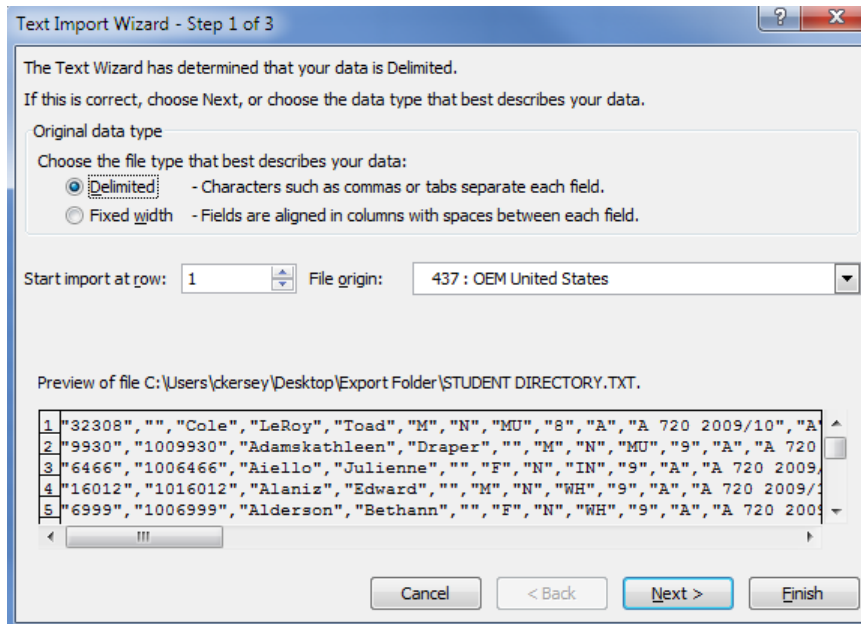 Text Import Wizard - Step 1 of 3
The Text Wizard has determined that your data is Delimited.
If this is correct, choose Next, or choose the data type that best describes your data.
Original data type
Choose the file type that best describes your data:
Delimited - Characters such as commas or tabs separate each field.
Fixed width - Fields are aligned in columns with spaces between each field.
Start import at row: 1 File origin: 437 : OEM United States
Preview of file C:\Users\ckersey\Desktop\Export Folder\STUDENT DIRECTORY.TXT.
1 "32308","","Cole","LeRoy","Toad","M","N","MU","8","A","A 720 2009/10","A"
2 "9930","1009930","Adamskathleen","Draper","","M","N","MU","9","A","A 720
3 "6466","1006466","Aiello","Julienne","","F","N","IN","9","A","A 720 2009/
4 "16012","1016012","Alaniz","Edward","","M","N","WH","9","A","A 720 2009/1
5 "6999","1006999","Alderson","Bethann","","F","N","WH","9","A","A 720 2009
Cancel < Back Next > Finish